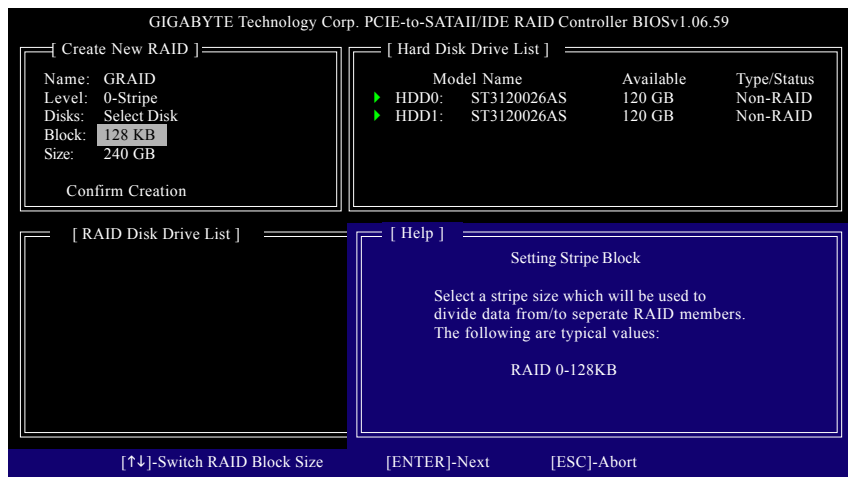 GIGABYTE Technology Corp. PCIE-to-SATAII/IDE RAID Controller BIOSv1.06.59
[ Create New RAID ]
Name: GRAID
Level: 0-Stripe
Disks: Select Disk
Block: 128 KB
Size: 240 GB
Confirm Creation
[ Hard Disk Drive List ]
Model Name Available Type/Status
HDD0: ST3120026AS 120 GB Non-RAID
HDD1: ST3120026AS 120 GB Non-RAID
[ RAID Disk Drive List ]
[ Help ]
Setting Stripe Block
Select a stripe size which will be used to
divide data from/to seperate RAID members.
The following are typical values:
RAID 0-128KB
[↑↓]-Switch RAID Block Size [ENTER]-Next [ESC]-Abort